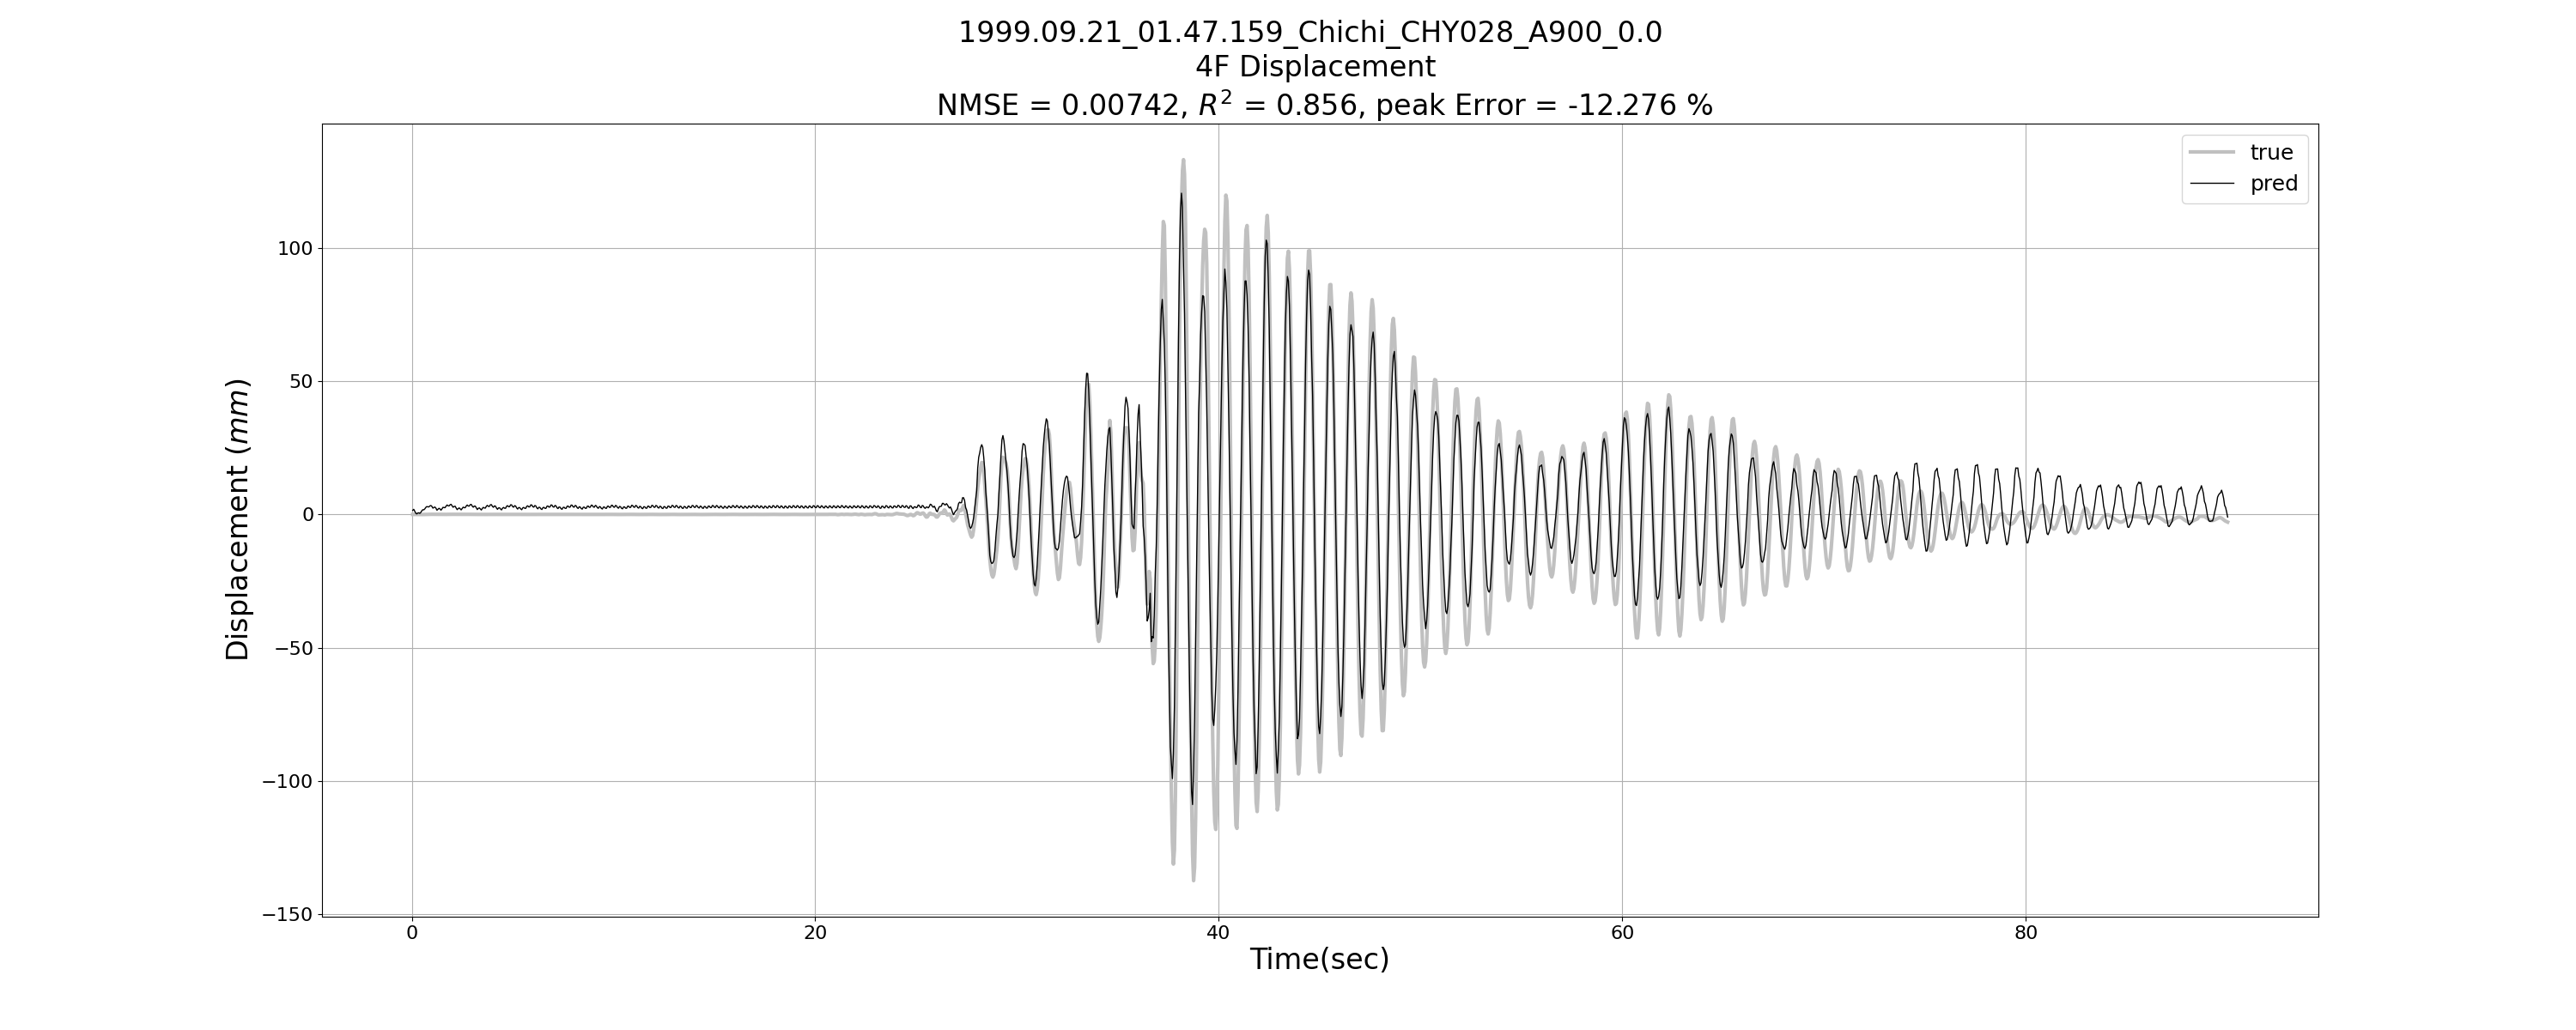 1999.09.21_01.47.159_Chichi_CHY028_A900_0.0
4F Displacement
NMSE = 0.00742, R² = 0.856, peak Error = -12.276 %
true
pred
100
50
0
−50
−100
−150
Displacement (mm)
0 20 40 60 80
Time(sec)